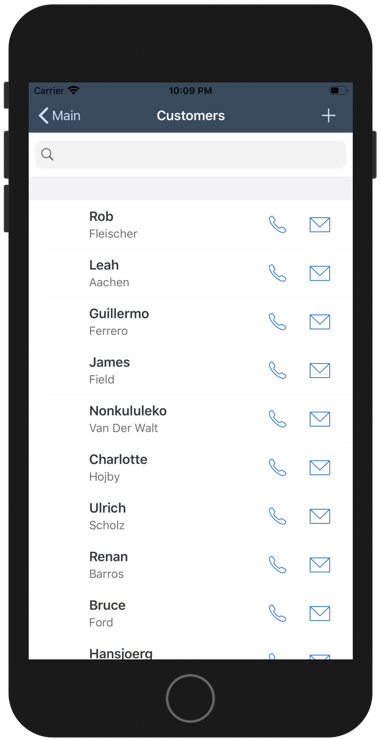 Carrier 10:09 PM
Main Customers +
Rob
Fleischer
Leah
Aachen
Guillermo
Ferrero
James
Field
Nonkululeko
Van Der Walt
Charlotte
Hojby
Ulrich
Scholz
Renan
Barros
Bruce
Ford
Hansjoerg